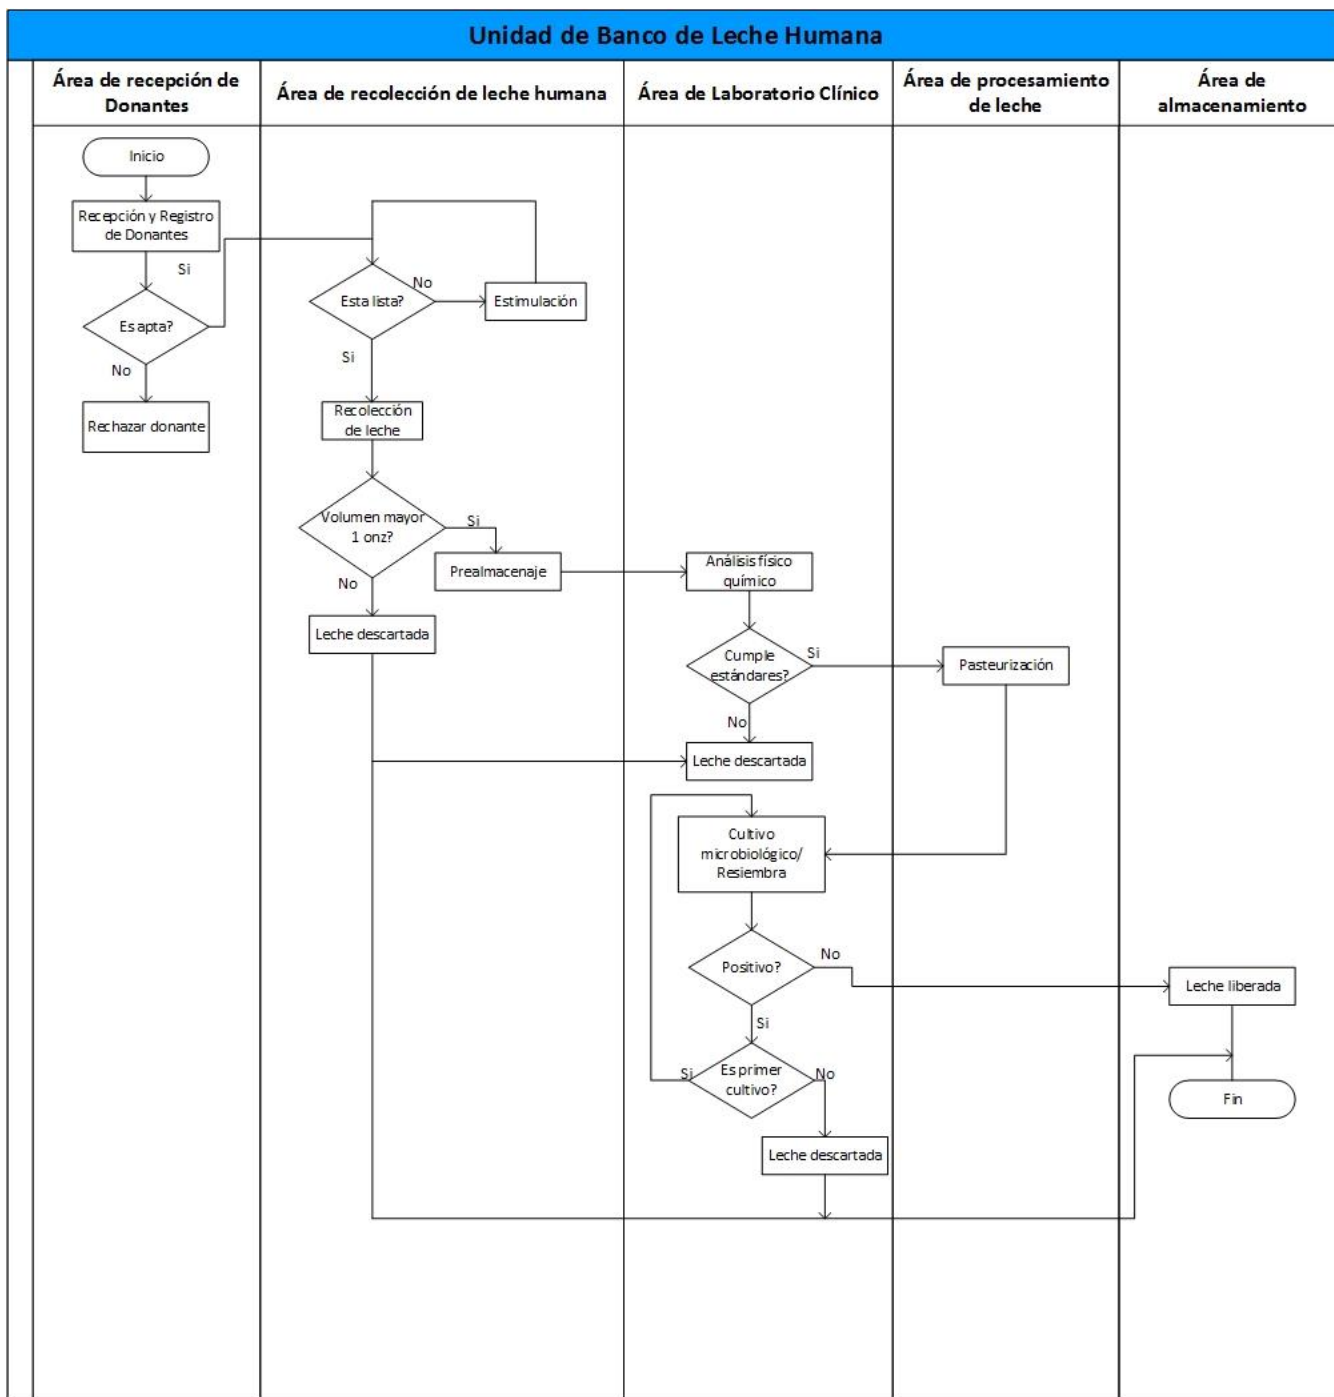 Unidad de Banco de Leche Humana
Área de recepción de
Donantes
Área de recolección de leche humana
Área de Laboratorio Clínico
Área de procesamiento
de leche
Área de
almacenamiento
Inicio
Recepción y Registro
de Donantes
Si
Es apta?
No
Rechazar donante
Esta lista?
No
Estimulación
Si
Recolección
de leche
Volumen mayor
1 onz?
Si
Prealmacenaje
No
Leche descartada
Análisis físico
químico
Cumple
estándares?
Si
Pasteurización
No
Leche descartada
Cultivo
microbiológico/
Resiembra
Positivo?
No
Leche liberada
Si
Es primer
cultivo?
Si
No
Fin
Leche descartada